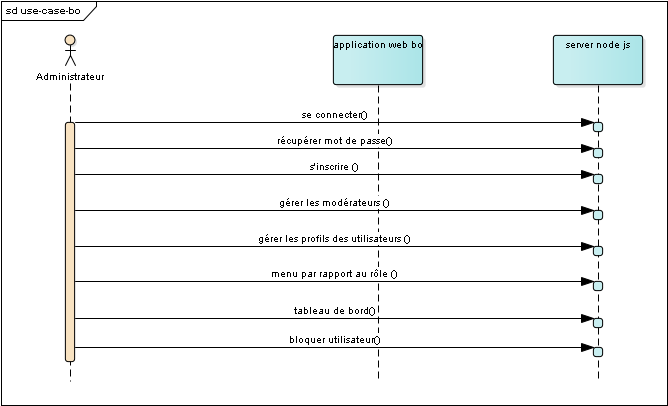 sd use-case-bo
Administrateur
application web bo
server node js
se connecter()
récupérer mot de passe()
s'inscrire ()
gérer les modérateurs ()
gérer les profils des utilisateurs ()
menu par rapport au rôle ()
tableau de bord()
bloquer utilisateur()